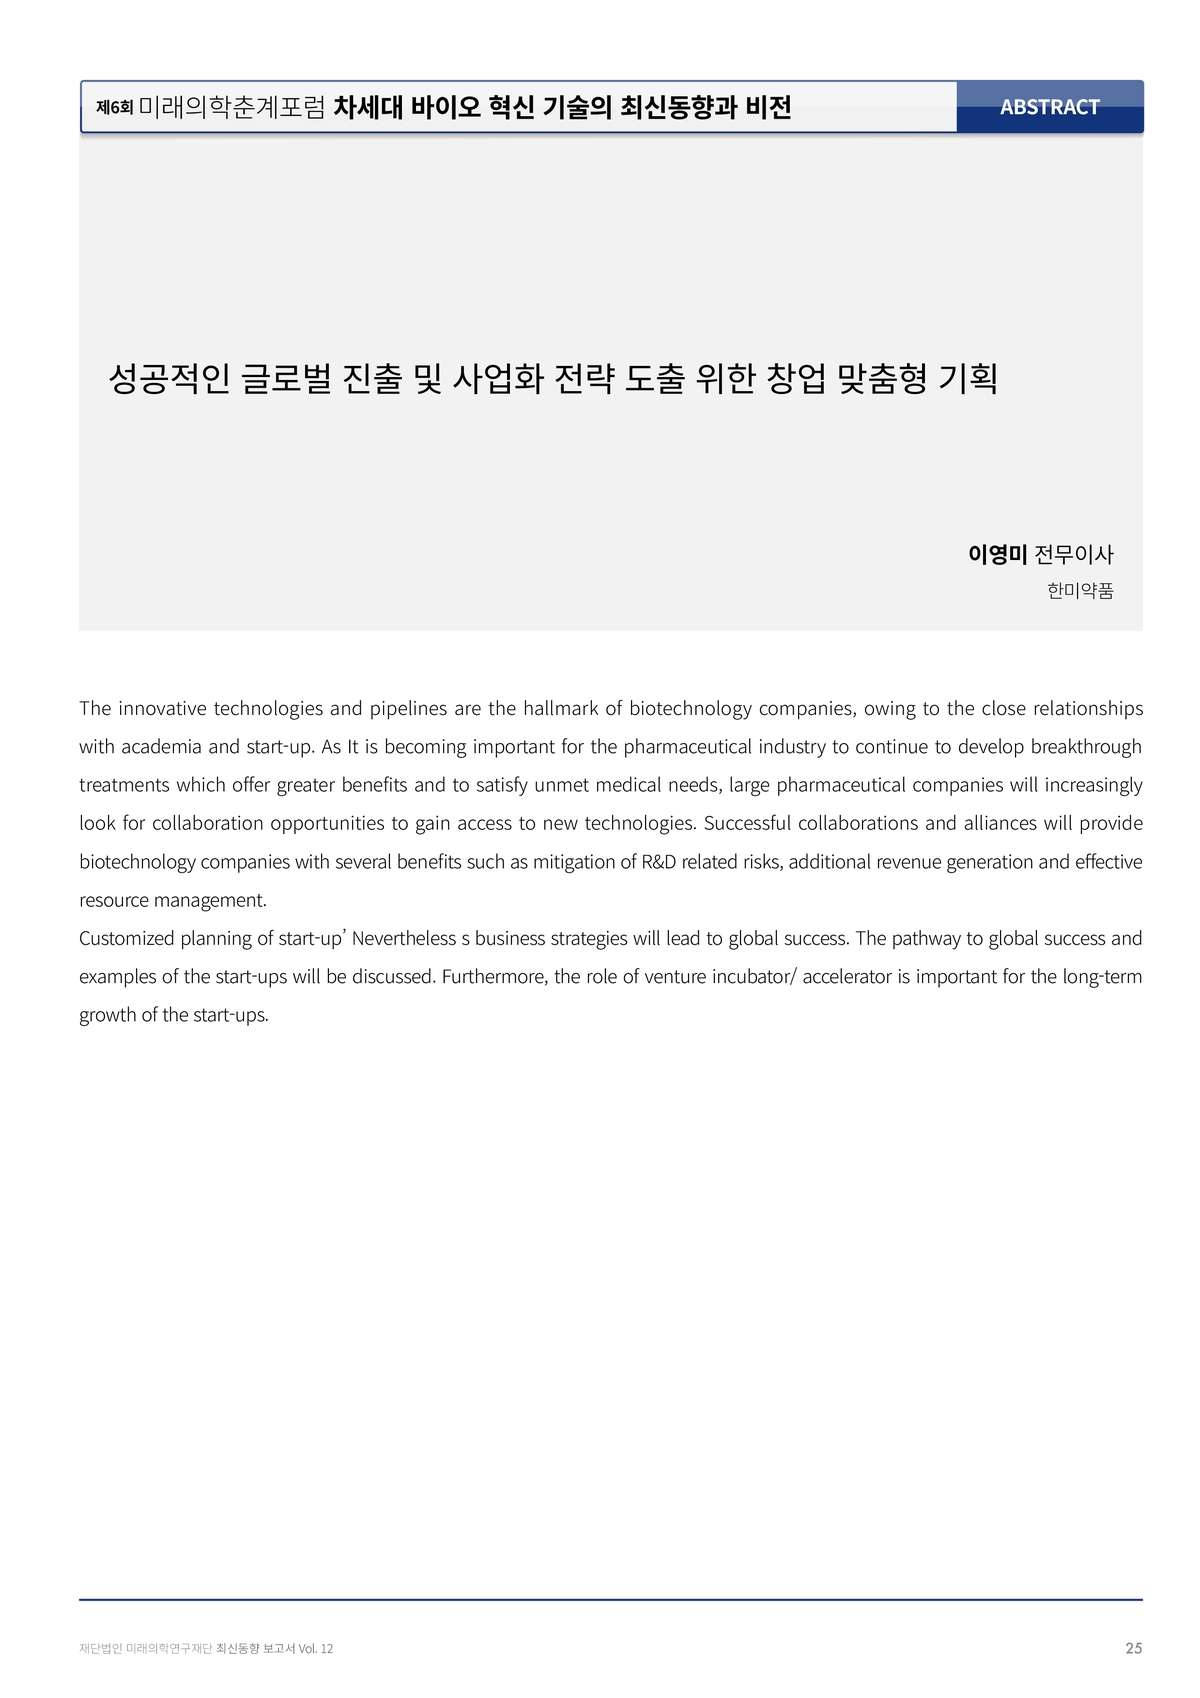 제6회 미래의학춘계포럼 차세대 바이오 혁신 기술의 최신동향과 비전 ABSTRACT
성공적인 글로벌 진출 및 사업화 전략 도출 위한 창업 맞춤형 기획
이영미 전무이사
한미약품
The innovative technologies and pipelines are the hallmark of biotechnology companies, owing to the close relationships
with academia and start-up. As It is becoming important for the pharmaceutical industry to continue to develop breakthrough
treatments which offer greater benefits and to satisfy unmet medical needs, large pharmaceutical companies will increasingly
look for collaboration opportunities to gain access to new technologies. Successful collaborations and alliances will provide
biotechnology companies with several benefits such as mitigation of R&D related risks, additional revenue generation and effective
resource management.
Customized planning of start-up’ Nevertheless s business strategies will lead to global success. The pathway to global success and
examples of the start-ups will be discussed. Furthermore, the role of venture incubator/ accelerator is important for the long-term
growth of the start-ups.
재단법인 미래의학연구재단 최신동향 보고서 Vol. 12
25